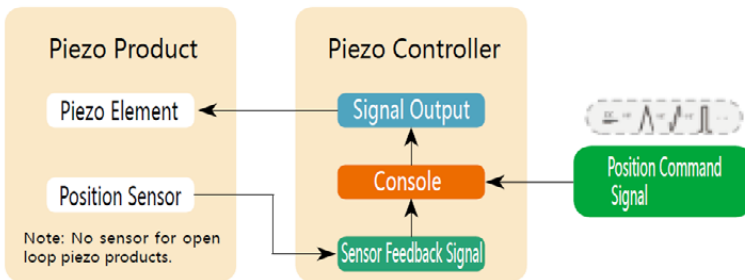 Piezo Product
Piezo Controller
Piezo Element
Signal Output
Position Command
Signal
Console
Position Sensor
Sensor Feedback Signal
Note: No sensor for open
loop piezo products.